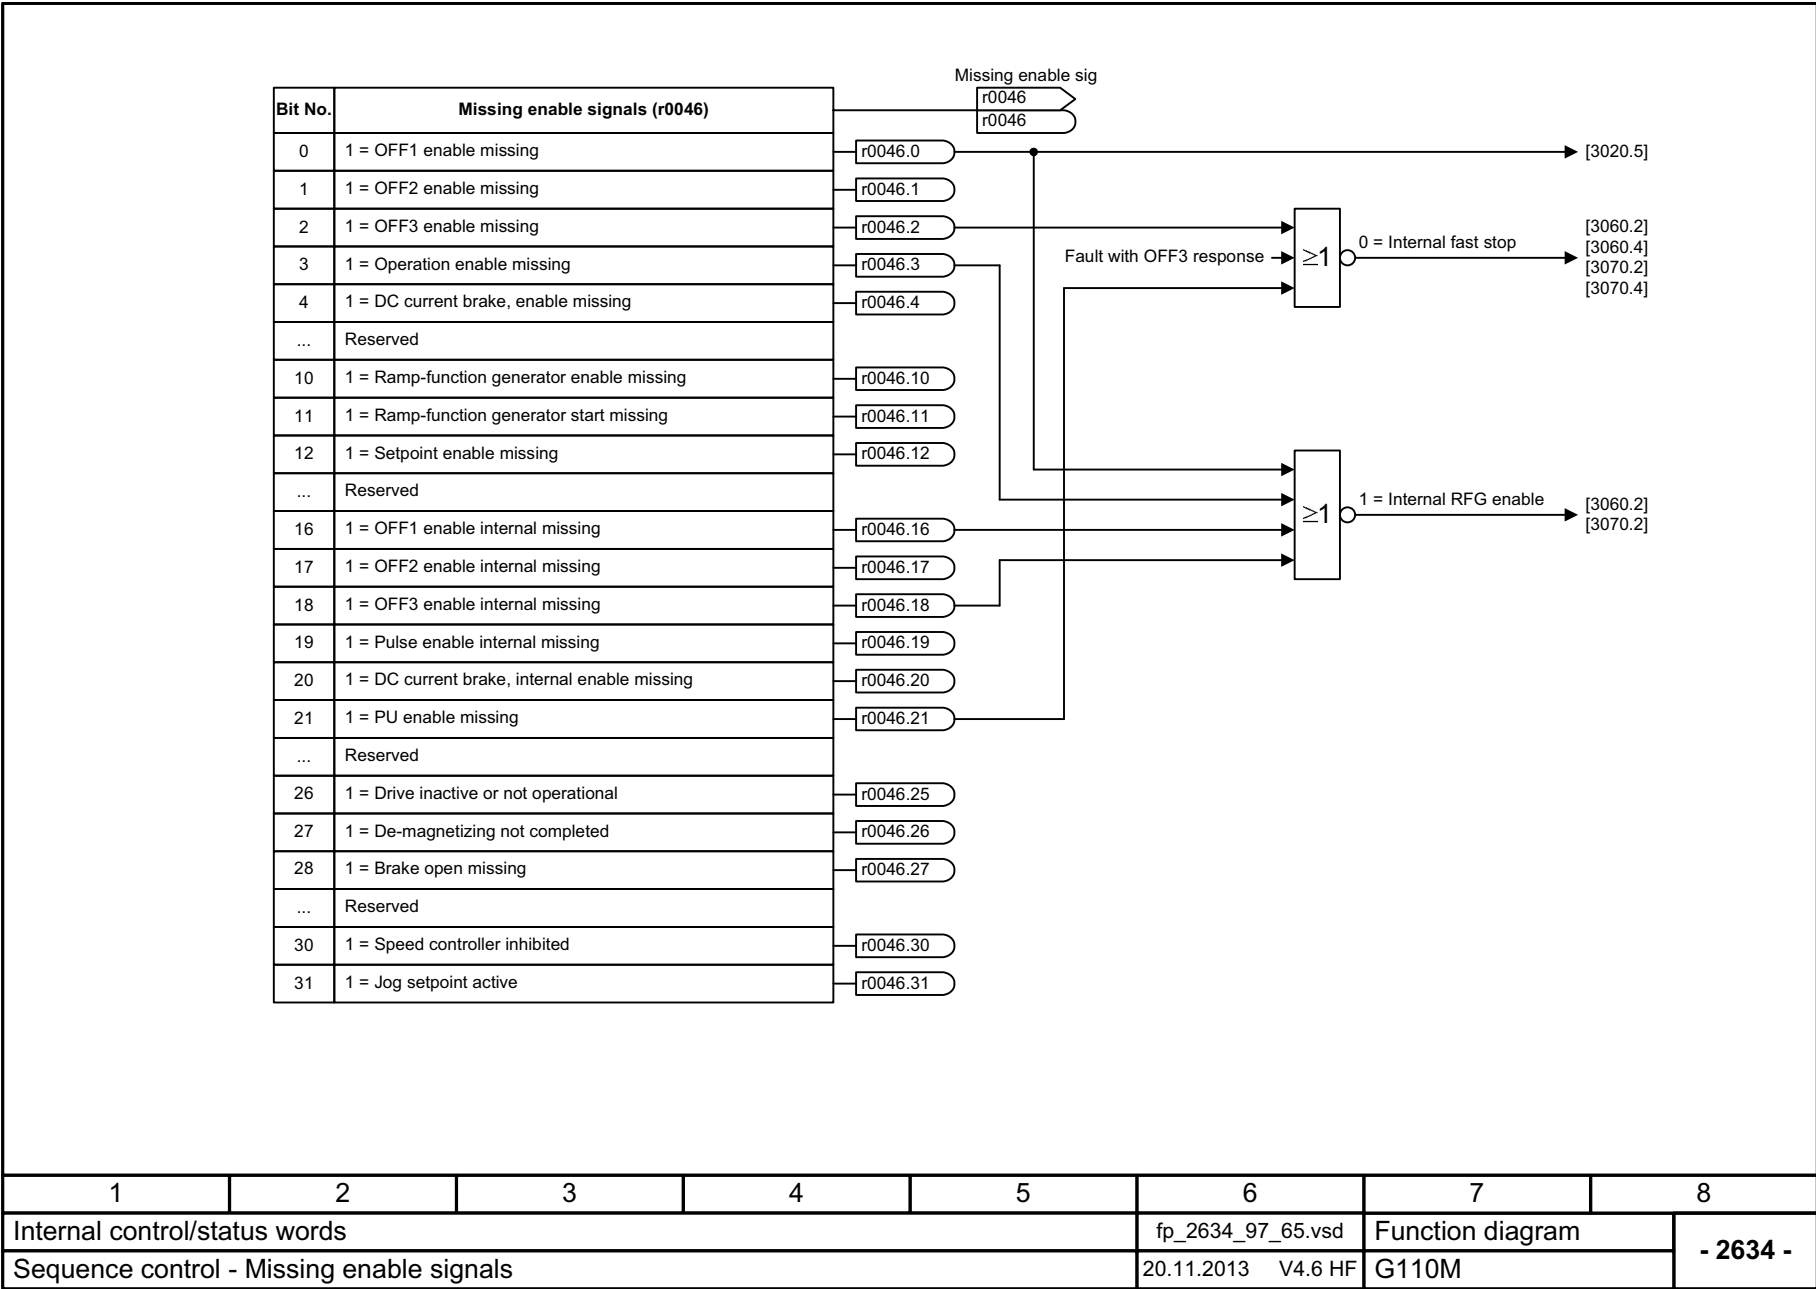 Missing enable sig
r0046
r0046
Bit No. Missing enable signals (r0046)
0 1 = OFF1 enable missing r0046.0 [3020.5]
1 1 = OFF2 enable missing r0046.1
2 1 = OFF3 enable missing r0046.2 [3060.2]
3 1 = Operation enable missing r0046.3 Fault with OFF3 response ≥1 0 = Internal fast stop [3060.4]
[3070.2]
4 1 = DC current brake, enable missing r0046.4 [3070.4]
... Reserved
10 1 = Ramp-function generator enable missing r0046.10
11 1 = Ramp-function generator start missing r0046.11
12 1 = Setpoint enable missing r0046.12
... Reserved
16 1 = OFF1 enable internal missing r0046.16 ≥1 1 = Internal RFG enable [3060.2]
[3070.2]
17 1 = OFF2 enable internal missing r0046.17
18 1 = OFF3 enable internal missing r0046.18
19 1 = Pulse enable internal missing r0046.19
20 1 = DC current brake, internal enable missing r0046.20
21 1 = PU enable missing r0046.21
... Reserved
26 1 = Drive inactive or not operational r0046.25
27 1 = De-magnetizing not completed r0046.26
28 1 = Brake open missing r0046.27
... Reserved
30 1 = Speed controller inhibited r0046.30
31 1 = Jog setpoint active r0046.31
1 2 3 4 5 6 7 8
Internal control/status words fp_2634_97_65.vsd Function diagram - 2634 -
Sequence control - Missing enable signals 20.11.2013 V4.6 HF G110M